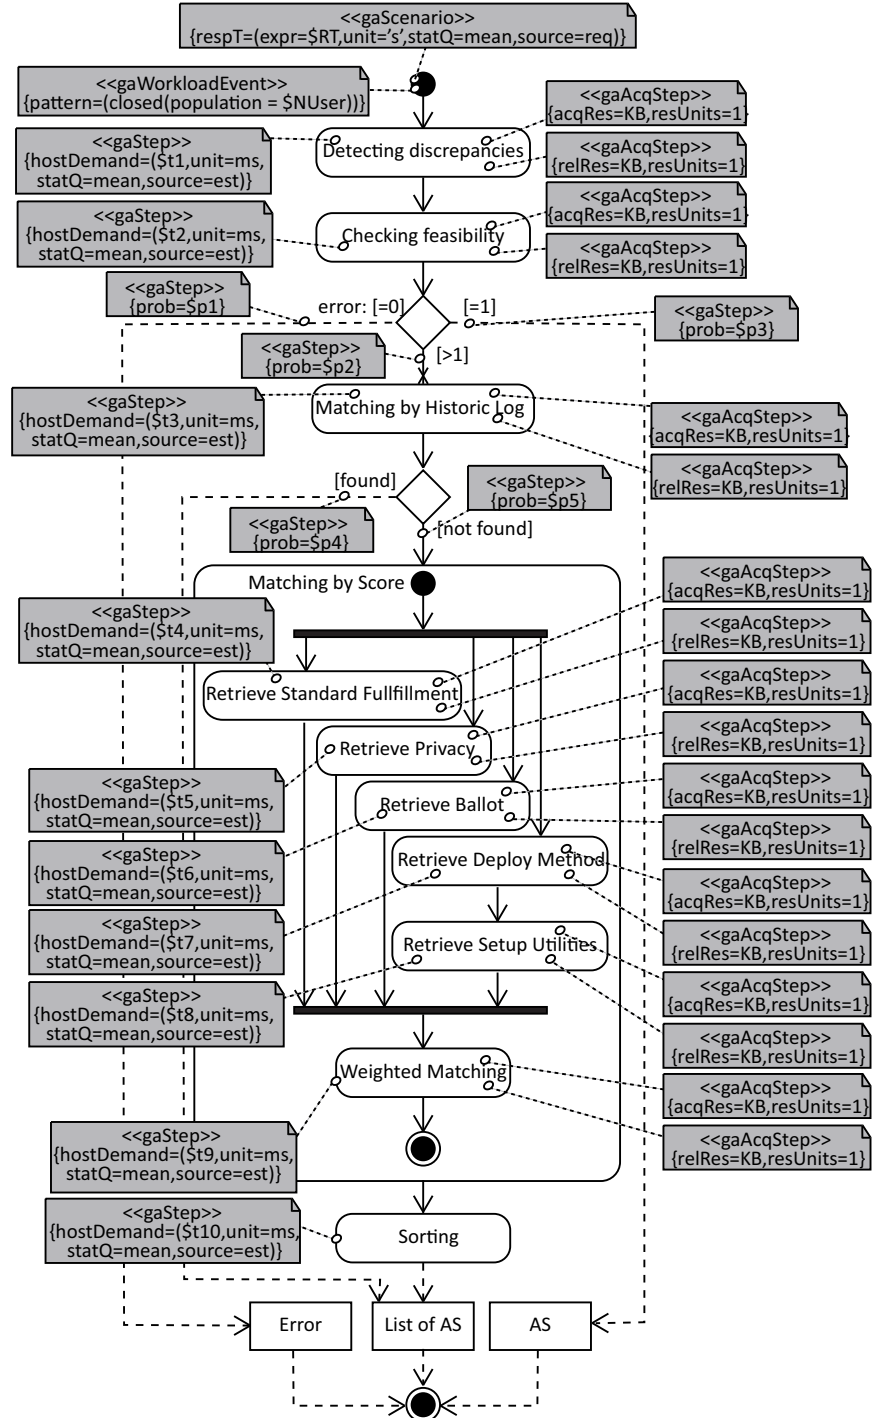 <<gaScenario>>
{respT=(expr=$RT,unit='s',statQ=mean,source=req)}
<<gaWorkloadEvent>>
{pattern=(closed(population = $NUser))}
<<gaAcqStep>>
{acqRes=KB,resUnits=1}
<<gaStep>>
{hostDemand=($t1,unit=ms,
statQ=mean,source=est)}
Detecting discrepancies
<<gaAcqStep>>
{relRes=KB,resUnits=1}
<<gaAcqStep>>
{acqRes=KB,resUnits=1}
<<gaStep>>
{hostDemand=($t2,unit=ms,
statQ=mean,source=est)}
Checking feasibility
<<gaAcqStep>>
{relRes=KB,resUnits=1}
<<gaStep>>
{prob=$p1}
error: [=0]
[=1]
<<gaStep>>
{prob=$p3}
<<gaStep>>
{prob=$p2}
[>1]
<<gaStep>>
{hostDemand=($t3,unit=ms,
statQ=mean,source=est)}
Matching by Historic Log
<<gaAcqStep>>
{acqRes=KB,resUnits=1}
<<gaAcqStep>>
{relRes=KB,resUnits=1}
[found]
<<gaStep>>
{prob=$p5}
<<gaStep>>
{prob=$p4}
[not found]
Matching by Score
<<gaAcqStep>>
{acqRes=KB,resUnits=1}
<<gaStep>>
{hostDemand=($t4,unit=ms,
statQ=mean,source=est)}
<<gaAcqStep>>
{relRes=KB,resUnits=1}
Retrieve Standard Fullfillment
<<gaAcqStep>>
{acqRes=KB,resUnits=1}
Retrieve Privacy
<<gaAcqStep>>
{relRes=KB,resUnits=1}
<<gaStep>>
{hostDemand=($t5,unit=ms,
statQ=mean,source=est)}
<<gaAcqStep>>
{acqRes=KB,resUnits=1}
Retrieve Ballot
<<gaAcqStep>>
{relRes=KB,resUnits=1}
<<gaStep>>
{hostDemand=($t6,unit=ms,
statQ=mean,source=est)}
Retrieve Deploy Method
<<gaAcqStep>>
{acqRes=KB,resUnits=1}
<<gaStep>>
{hostDemand=($t7,unit=ms,
statQ=mean,source=est)}
<<gaAcqStep>>
{relRes=KB,resUnits=1}
Retrieve Setup Utilities
<<gaAcqStep>>
{acqRes=KB,resUnits=1}
<<gaStep>>
{hostDemand=($t8,unit=ms,
statQ=mean,source=est)}
<<gaAcqStep>>
{relRes=KB,resUnits=1}
Weighted Matching
<<gaAcqStep>>
{acqRes=KB,resUnits=1}
<<gaStep>>
{hostDemand=($t9,unit=ms,
statQ=mean,source=est)}
<<gaAcqStep>>
{relRes=KB,resUnits=1}
<<gaStep>>
{hostDemand=($t10,unit=ms,
statQ=mean,source=est)}
Sorting
Error
List of AS
AS